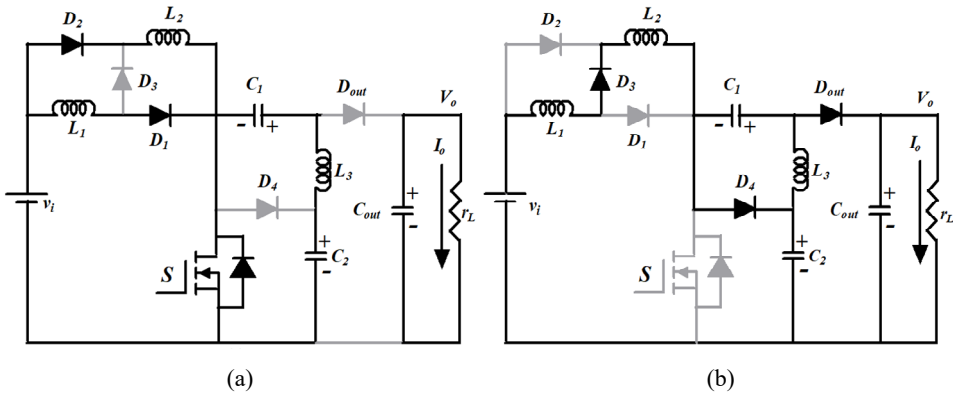 D2
L2
D3
L1
D1
C1
- +
Dout
Vo
Io
vi
D4
L3
+
-
C2
Cout
+
-
rL
S
(a)
D2
L2
D3
L1
D1
C1
- +
Dout
Vo
Io
vi
D4
L3
+
-
C2
Cout
+
-
rL
S
(b)